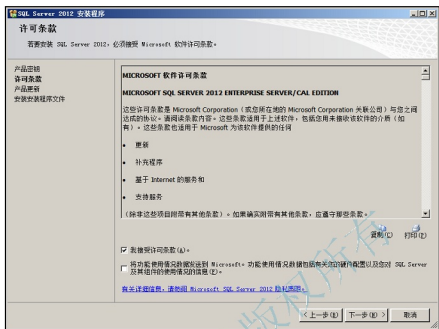 SQL Server 2012 安装程序
许可条款
若要安装 SQL Server 2012，必须接受 Microsoft 软件许可条款。
产品密钥
许可条款
产品更新
安装安装程序文件
MICROSOFT 软件许可条款
MICROSOFT SQL SERVER 2012 ENTERPRISE SERVER/CAL EDITION
这些许可条款是 Microsoft Corporation（或您所在地的 Microsoft Corporation 关联公司）与您之间
达成的协议。请阅读条款内容。这些条款适用于上述软件，包括您用来接收该软件的介质（如
有）。这些条款也适用于 Microsoft 为该软件提供的任何
• 更新
• 补充程序
• 基于 Internet 的服务和
• 支持服务
（除非这些项目附带有其他条款）。如果确实附带有其他条款，应遵守那些条款。
复制(C) 打印(P)
我接受许可条款(A)。
将功能使用情况数据发送到 Microsoft。功能使用情况数据包括有关您的硬件配置以及您对 SQL Server
及其组件的使用情况的信息(F)。
有关详细信息，请参阅 Microsoft SQL Server 2012 隐私声明。
< 上一步(B) 下一步(N) > 取消
版权所有